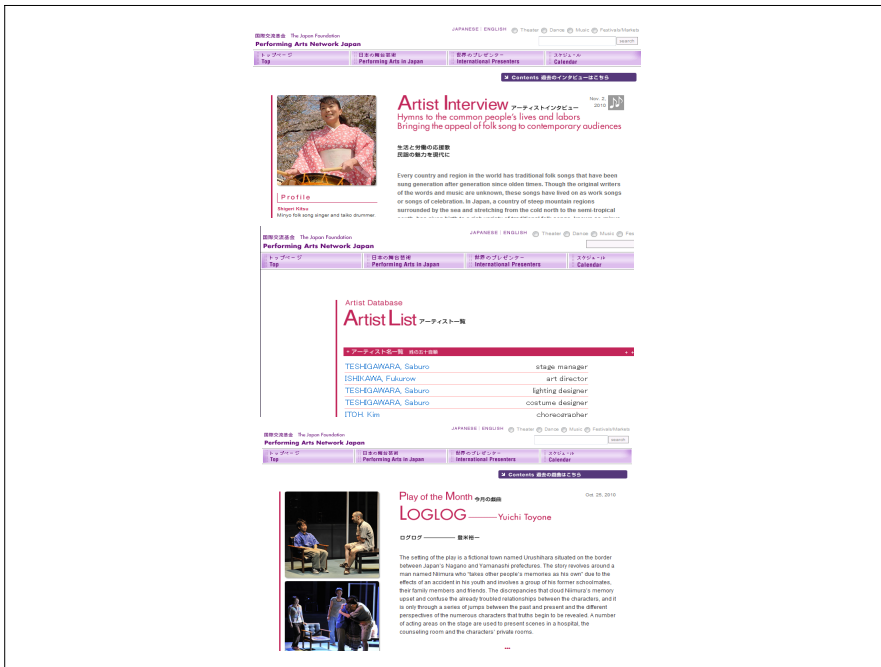 JAPANESE | ENGLISH Theater Dance Music Festivals/Markets
国際交流基金 The Japan Foundation
Performing Arts Network Japan
search
トップページ 日本の舞台芸術 世界のプレゼンター スケジュール
Top Performing Arts in Japan International Presenters Calendar
Contents 過去のインタビューはこちら
Artist Interview アーティストインタビュー
Nov. 2, 2010
Hymns to the common people's lives and labors
Bringing the appeal of folk song to contemporary audiences
生活と労働の応援歌
民謡の魅力を現代に
Every country and region in the world has traditional folk songs that have been
sung generation after generation since olden times. Though the original writers
of the words and music are unknown, these songs have lived on as work songs
or songs of celebration. In Japan, a country of steep mountain regions
surrounded by the sea and stretching from the cold north to the semi-tropical
Profile
Shigeri Kitsu
Minyo folk song singer and taiko drummer.
JAPANESE | ENGLISH Theater Dance Music Fes
国際交流基金 The Japan Foundation
Performing Arts Network Japan
トップページ 日本の舞台芸術 世界のプレゼンター スケジュール
Top Performing Arts in Japan International Presenters Calendar
Artist Database
Artist List アーティスト一覧
アーティスト名一覧 姓の五十音順
TESHIGAWARA, Saburo stage manager
ISHIKAWA, Fukurow art director
TESHIGAWARA, Saburo lighting designer
TESHIGAWARA, Saburo costume designer
ITOH, Kim choreographer
JAPANESE | ENGLISH Theater Dance Music Festivals/Markets
国際交流基金 The Japan Foundation
Performing Arts Network Japan
search
トップページ 日本の舞台芸術 世界のプレゼンター スケジュール
Top Performing Arts in Japan International Presenters Calendar
Contents 過去の戯曲はこちら
Play of the Month 今月の戯曲
Oct. 25, 2010
LOGLOG Yuichi Toyone
ログログ 登米裕一
The setting of the play is a fictional town named Urushihara situated on the border
between Japan's Nagano and Yamanashi prefectures. The story revolves around a
man named Niimura who "takes other people's memories as his own" due to the
effects of an accident in his youth and involves a group of his former schoolmates,
their family members and friends. The discrepancies that cloud Niimura's memory
upset and confuse the already troubled relationships between the characters, and it
is only through a series of jumps between the past and present and the different
perspectives of the numerous characters that truths begin to be revealed. A number
of acting areas on the stage are used to present scenes in a hospital, the
counseling room and the characters' private rooms.
...